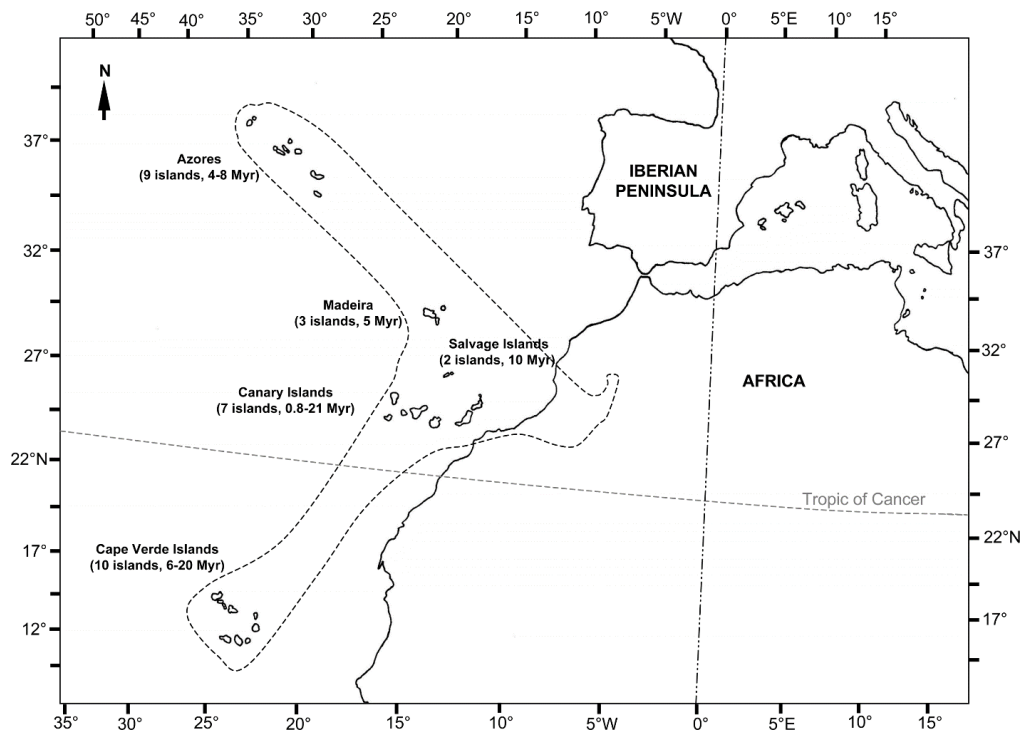 50° 45° 40° 35° 30° 25° 20° 15° 10° 5°W 0° 5°E 10° 15°
N
37°
Azores
(9 islands, 4-8 Myr)
IBERIAN
PENINSULA
32°
37°
Madeira
(3 islands, 5 Myr)
Salvage Islands
(2 islands, 10 Myr)
27°
32°
AFRICA
Canary Islands
(7 islands, 0.8-21 Myr)
27°
22°N
Tropic of Cancer
22°N
17°
Cape Verde Islands
(10 islands, 6-20 Myr)
17°
12°
35° 25° 25° 20° 15° 10° 5°W 0° 5°E 10° 15°